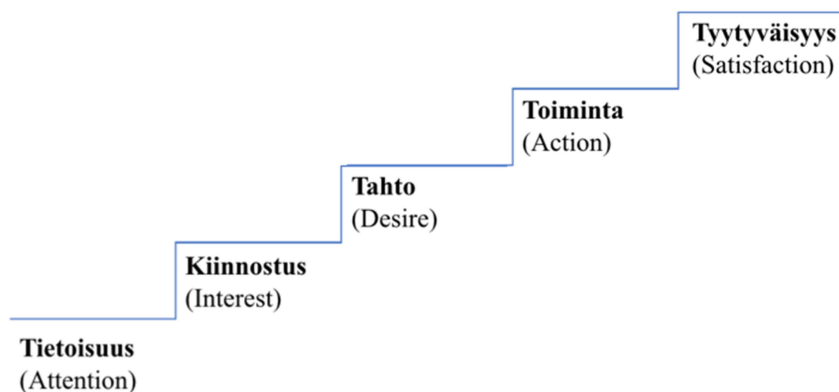 Tyytyväisyys
(Satisfaction)
Toiminta
(Action)
Tahto
(Desire)
Kiinnostus
(Interest)
Tietoisuus
(Attention)